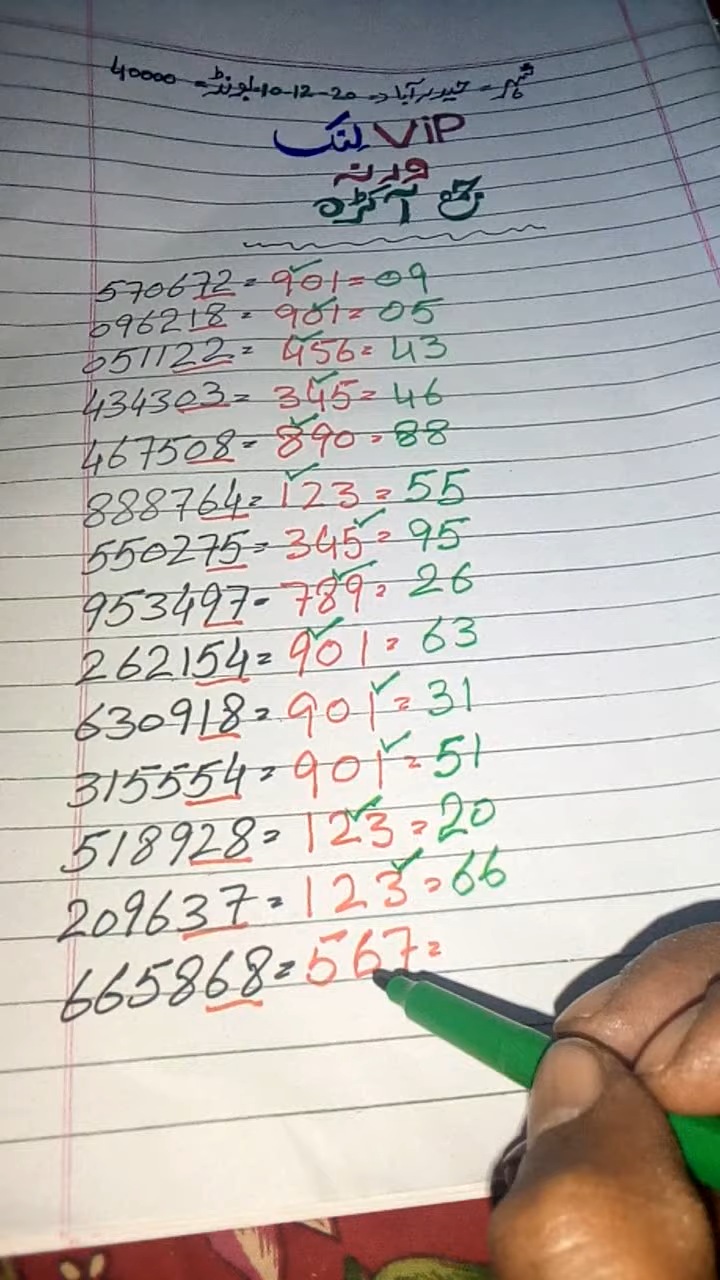 شہر = حیدرآباد 20-12-10 بونڈ = 40000
VIP لنک
ورنہ
آکڑہ
570672 = 901 = 09
096218 = 901 = 05
051122 = 456 = 43
434303 = 345 = 46
467508 = 890 = 88
888764 = 123 = 55
550275 = 345 = 95
953497 - 789 = 26
262154 = 901 = 63
630918 = 901 = 31
315554 = 901 = 51
518928 = 123 = 20
209637 = 123 = 66
665868 = 567 =